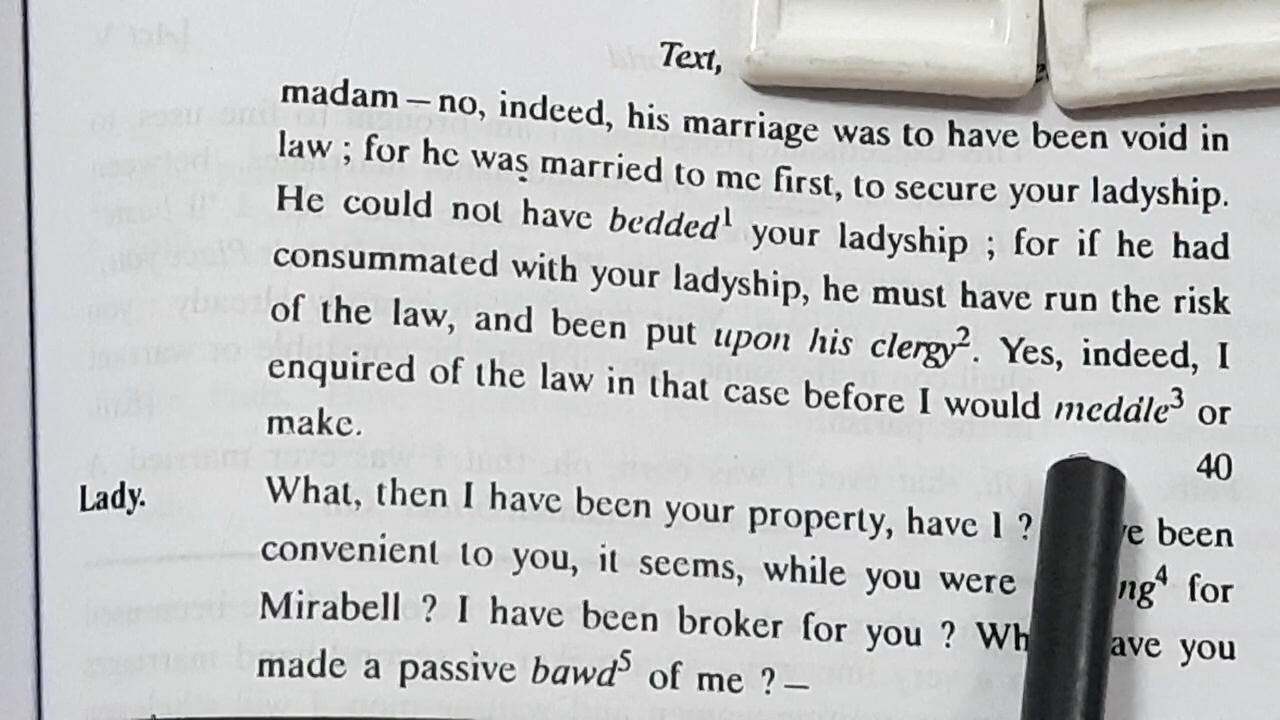 Text,
madam—no, indeed, his marriage was to have been void in
law ; for he was married to me first, to secure your ladyship.
He could not have bedded¹ your ladyship ; for if he had
consummated with your ladyship, he must have run the risk
of the law, and been put upon his clergy². Yes, indeed, I
enquired of the law in that case before I would meddle³ or
make.
40
Lady. What, then I have been your property, have I ? been
convenient to you, it seems, while you were for
Mirabell ? I have been broker for you ? you
made a passive bawd⁵ of me ?—